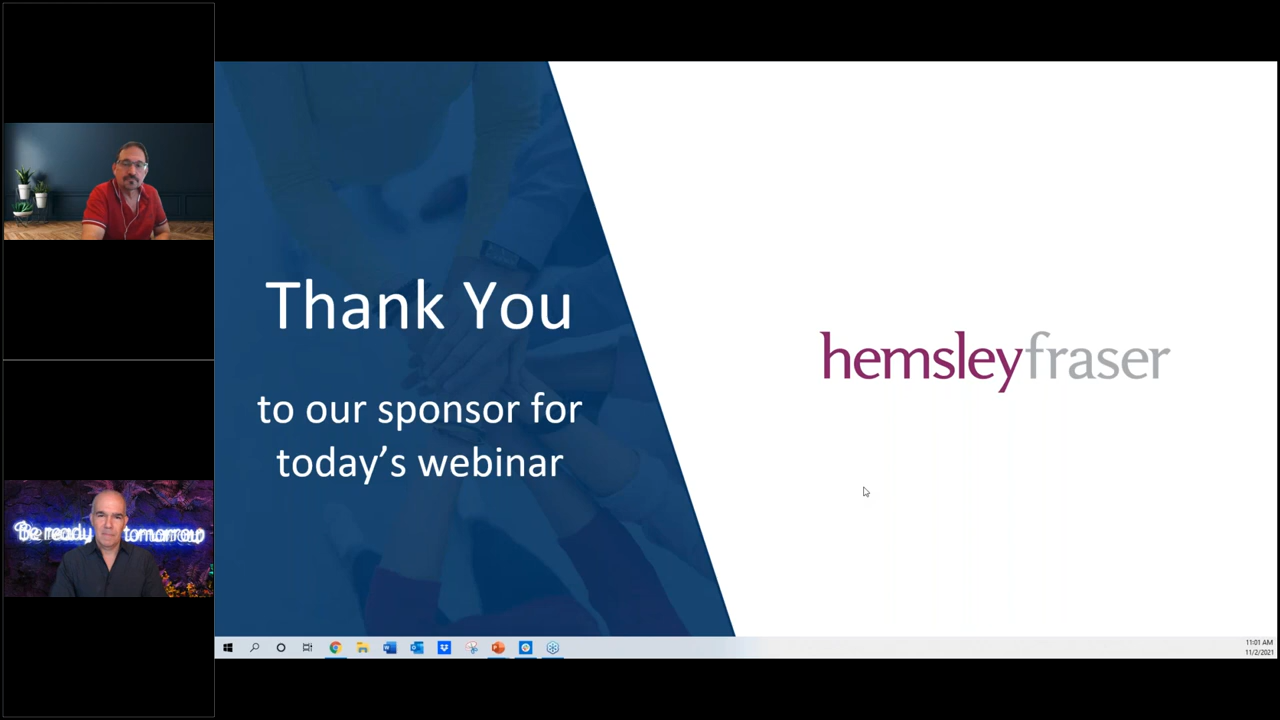 Thank You
to our sponsor for
today's webinar
hemsleyfraser
Be ready tomorrow
11:01 AM
11/2/2021